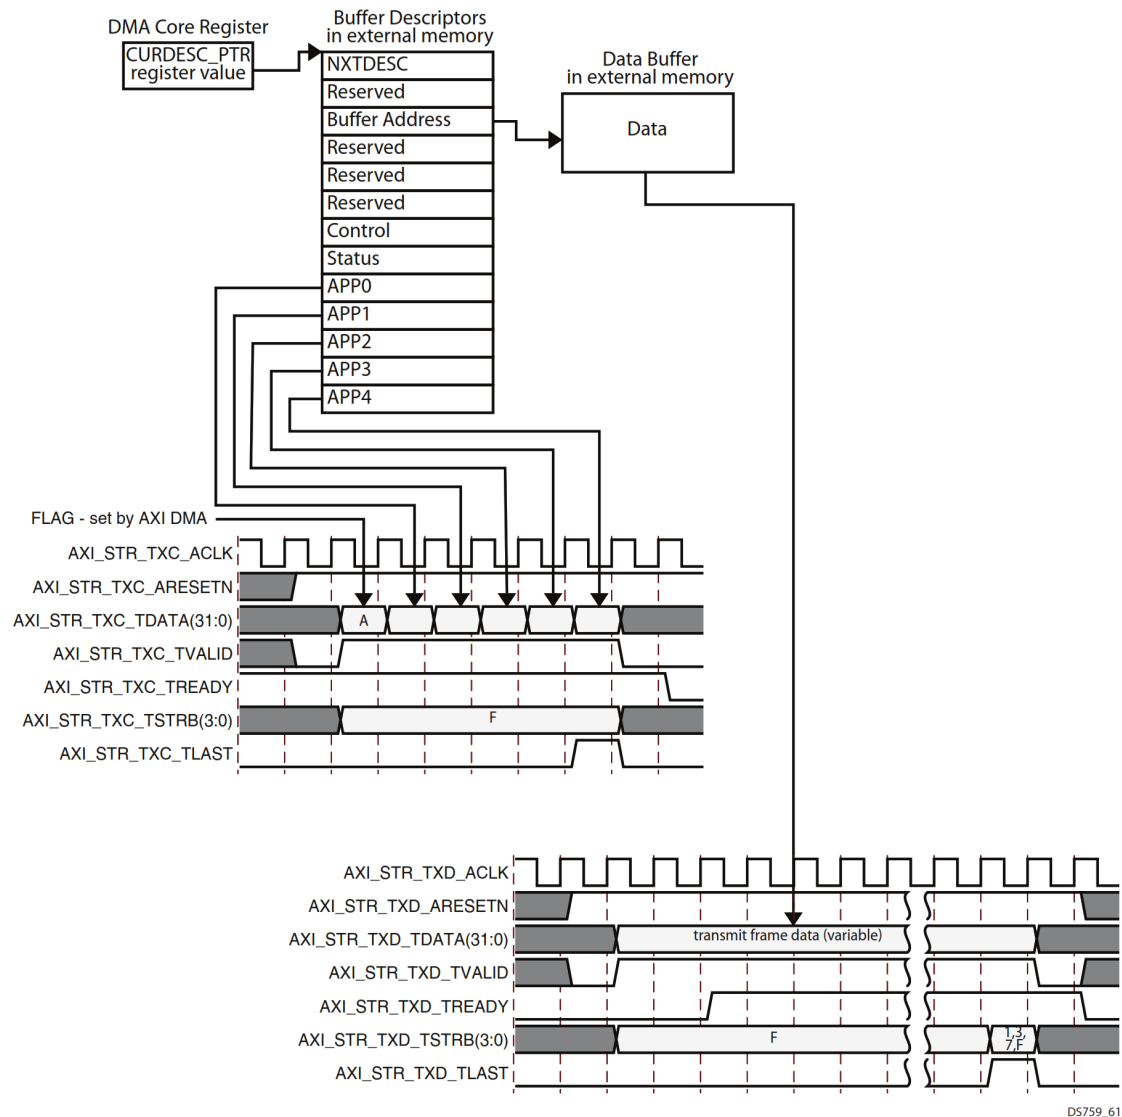 DMA Core Register
CURDESC_PTR
register value
Buffer Descriptors
in external memory
NXTDESC
Reserved
Buffer Address
Reserved
Reserved
Reserved
Control
Status
APP0
APP1
APP2
APP3
APP4
Data Buffer
in external memory
Data
FLAG - set by AXI DMA
AXI_STR_TXC_ACLK
AXI_STR_TXC_ARESETN
AXI_STR_TXC_TDATA(31:0)
A
AXI_STR_TXC_TVALID
AXI_STR_TXC_TREADY
AXI_STR_TXC_TSTRB(3:0)
F
AXI_STR_TXC_TLAST
AXI_STR_TXD_ACLK
AXI_STR_TXD_ARESETN
AXI_STR_TXD_TDATA(31:0)
transmit frame data (variable)
AXI_STR_TXD_TVALID
AXI_STR_TXD_TREADY
AXI_STR_TXD_TSTRB(3:0)
F
1,3,
7,F
AXI_STR_TXD_TLAST
DS759_61